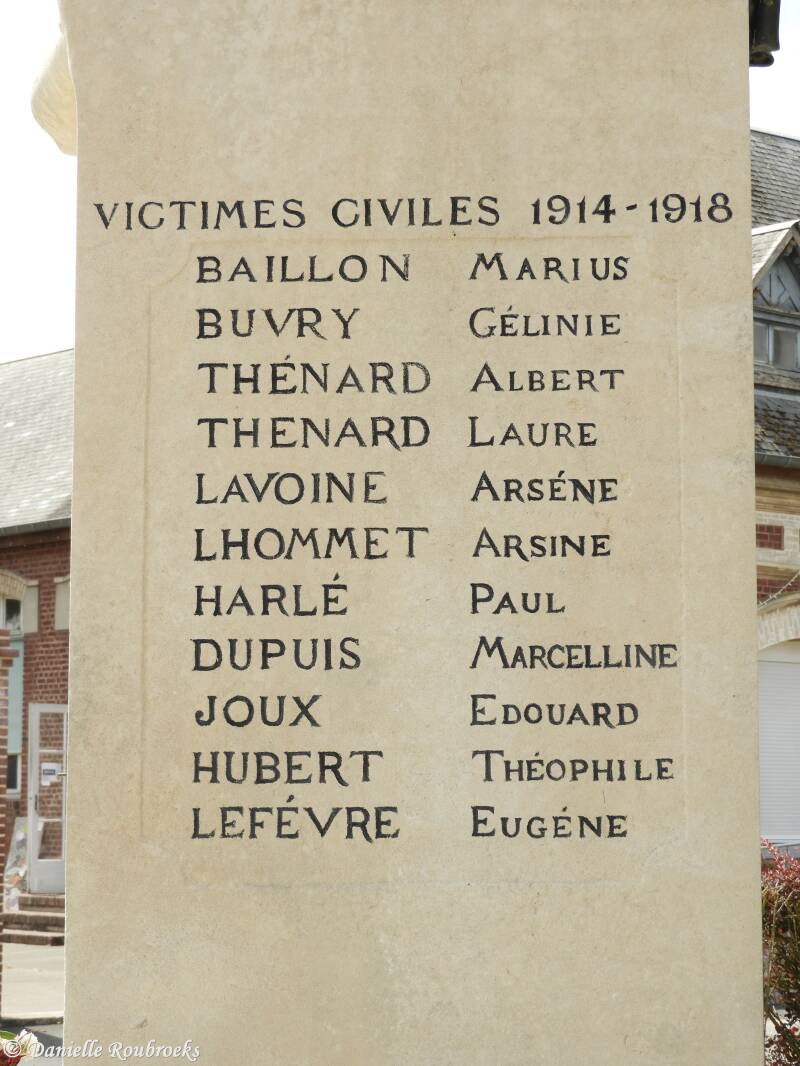 VICTIMES CIVILES 1914-1918
BAILLON MARIUS
BUVRY GÉLINIE
THÉNARD ALBERT
THENARD LAURE
LAVOINE ARSÉNE
LHOMMET ARSINE
HARLÉ PAUL
DUPUIS MARCELLINE
JOUX EDOUARD
HUBERT THÉOPHILE
LEFÉVRE EUGÉNE
© Danielle Roubroeks